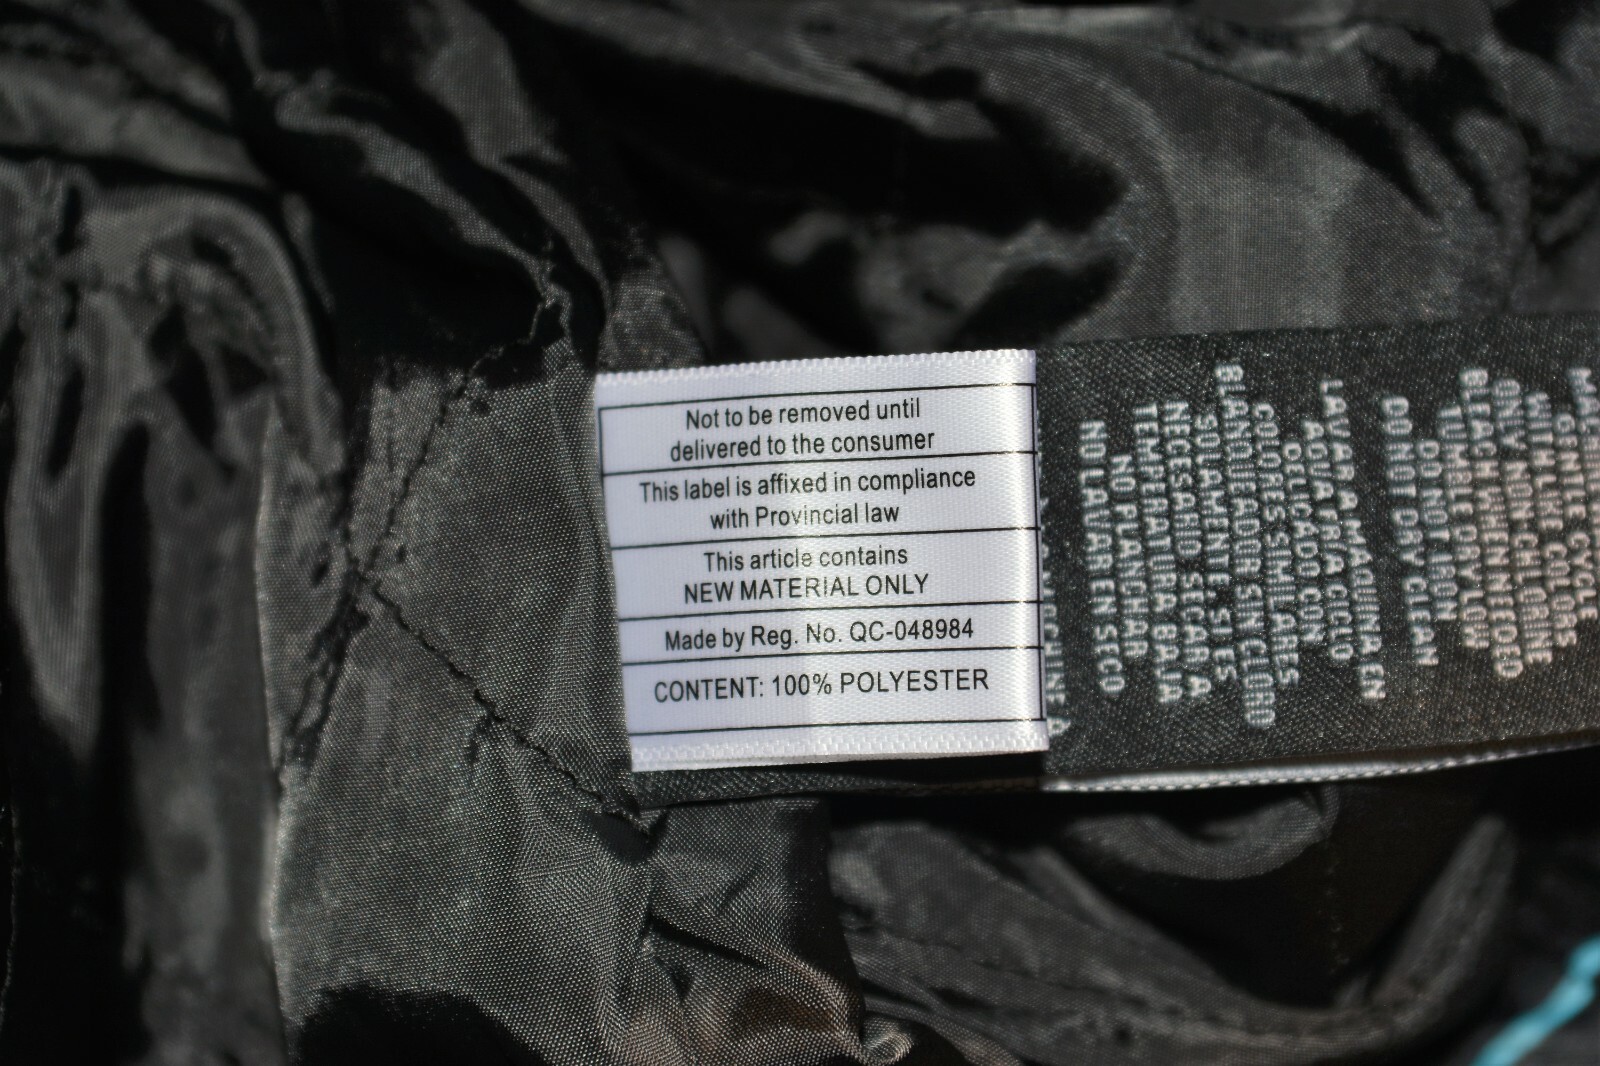 Not to be removed until
delivered to the consumer
This label is affixed in compliance
with Provincial law
This article contains
NEW MATERIAL ONLY
Made by Reg. No. QC-048984
CONTENT: 100% POLYESTER
GENTLE CYCLE
WITH LIKE COLORS
ONLY NON-CHLORINE
BLEACH WHEN NEEDED
TUMBLE DRY LOW
DO NOT IRON
DO NOT DRY CLEAN
LAVAR A MAQUINA EN
AGUA FRIA CICLO
DELICADO CON
COLORES SIMILARES
BLANQUEADOR SIN CLORO
SOLAMENTE SI ES
NECESARIO SECAR A
TEMPERATURA BAJA
NO PLANCHAR
NO LAVAR EN SECO